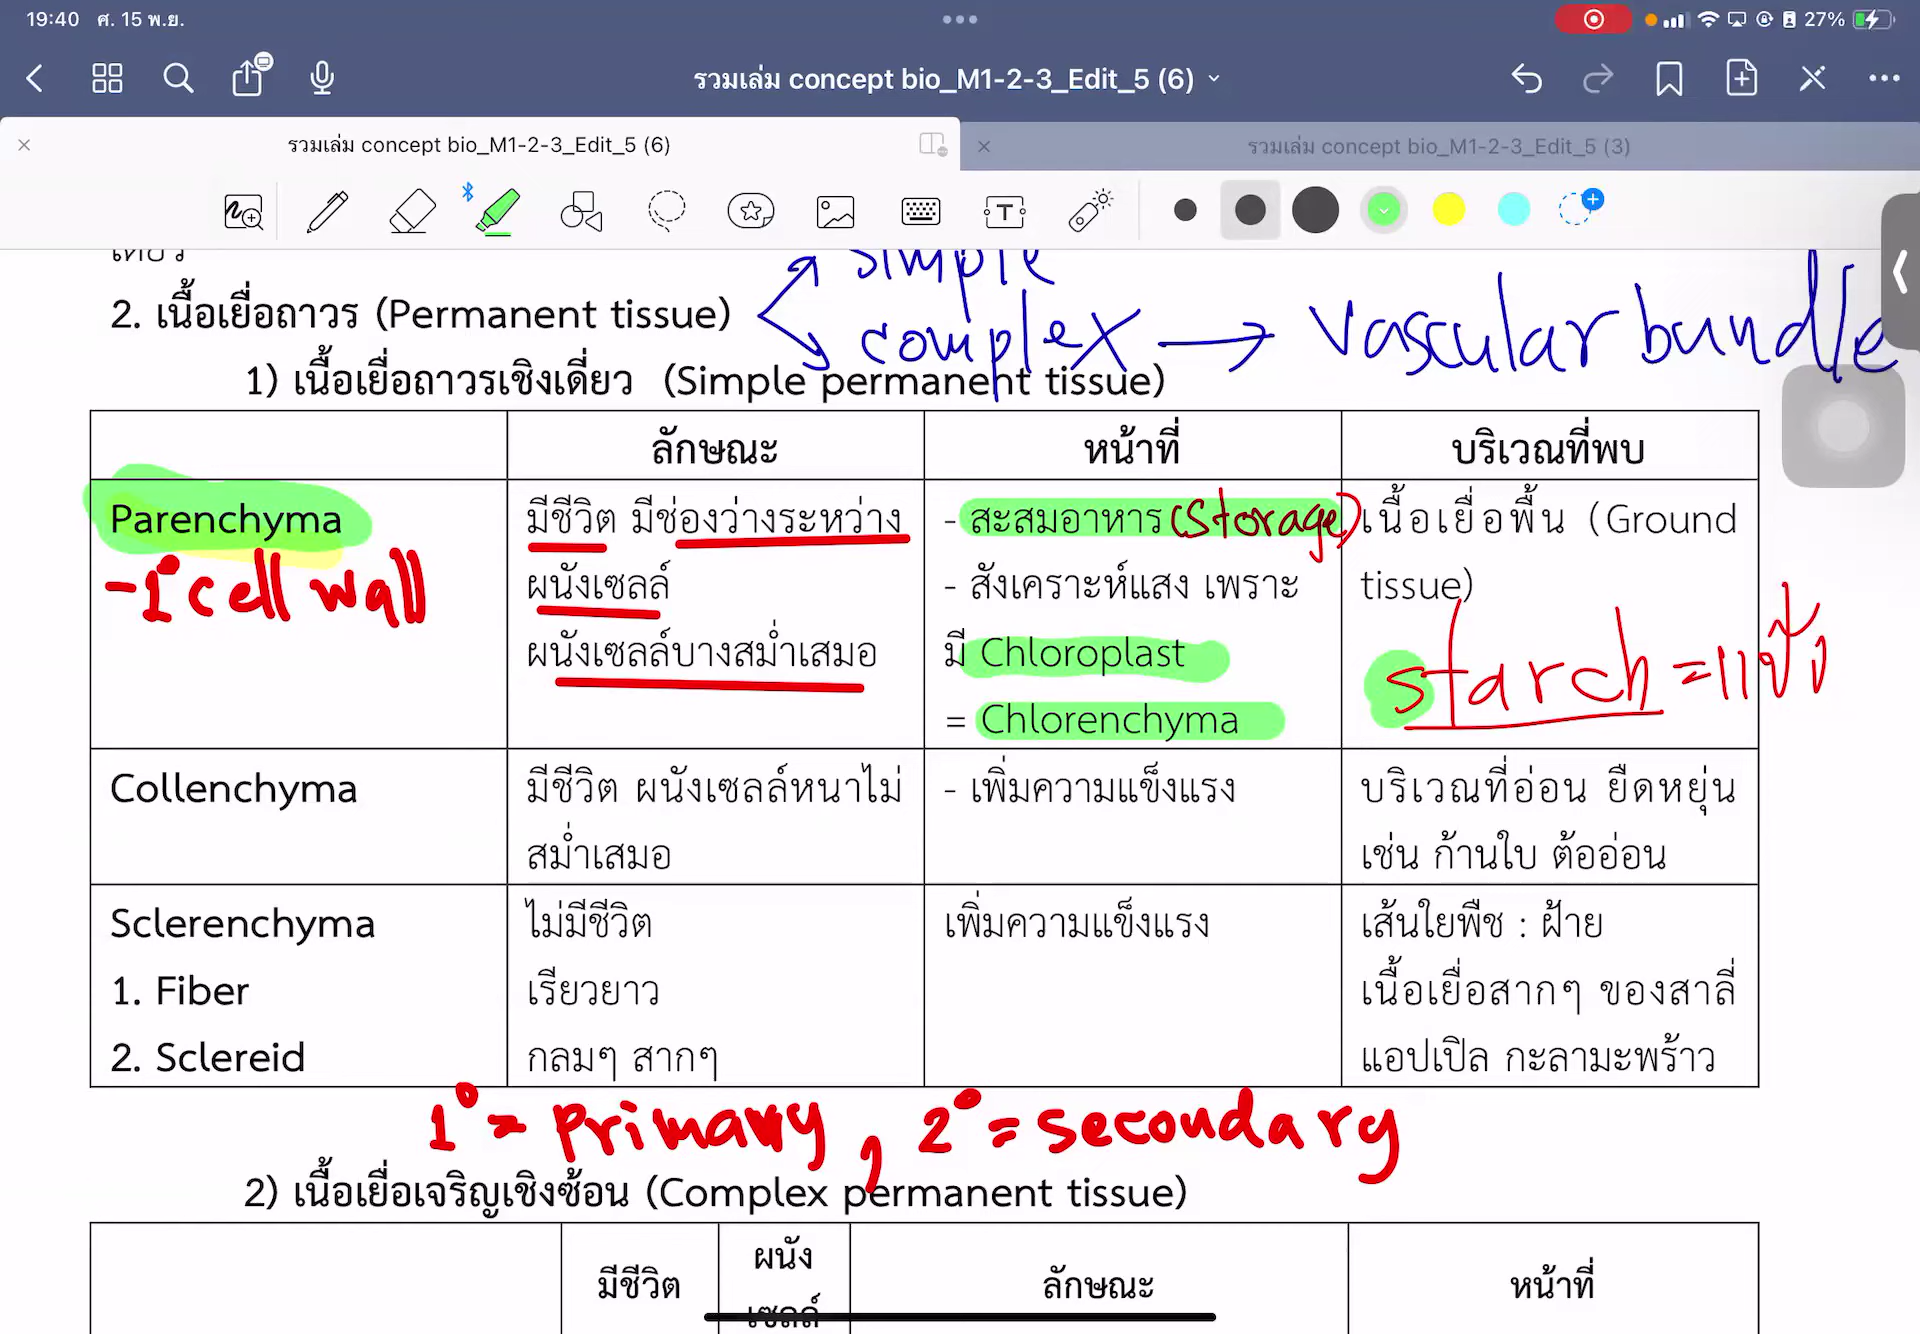 19:40 ศ. 15 พ.ย.
27%
รวมเล่ม concept bio_M1-2-3_Edit_5 (6)
รวมเล่ม concept bio_M1-2-3_Edit_5 (6)
รวมเล่ม concept bio_M1-2-3_Edit_5 (3)
เดียว
simple
2. เนื้อเยื่อถาวร (Permanent tissue)
complex → vascular bundle
1) เนื้อเยื่อถาวรเชิงเดี่ยว (Simple permanent tissue)
ลักษณะ หน้าที่ บริเวณที่พบ
Parenchyma
-1° cell wall
มีชีวิต มีช่องว่างระหว่าง
ผนังเซลล์
ผนังเซลล์บางสม่ำเสมอ
- สะสมอาหาร (storage)
- สังเคราะห์แสง เพราะ
มี Chloroplast
= Chlorenchyma
เนื้อเยื่อพื้น (Ground
tissue)
starch = แป้ง
Collenchyma
มีชีวิต ผนังเซลล์หนาไม่
สม่ำเสมอ
- เพิ่มความแข็งแรง
บริเวณที่อ่อน ยืดหยุ่น
เช่น ก้านใบ ต้ออ่อน
Sclerenchyma
1. Fiber
2. Sclereid
ไม่มีชีวิต
เรียวยาว
กลมๆ สากๆ
เพิ่มความแข็งแรง
เส้นใยพืช : ฝ้าย
เนื้อเยื่อสากๆ ของสาลี่
แอปเปิล กะลามะพร้าว
1° = Primary, 2° = secondary
2) เนื้อเยื่อเจริญเชิงซ้อน (Complex permanent tissue)
มีชีวิต
ผนัง
เซลล์
ลักษณะ
หน้าที่